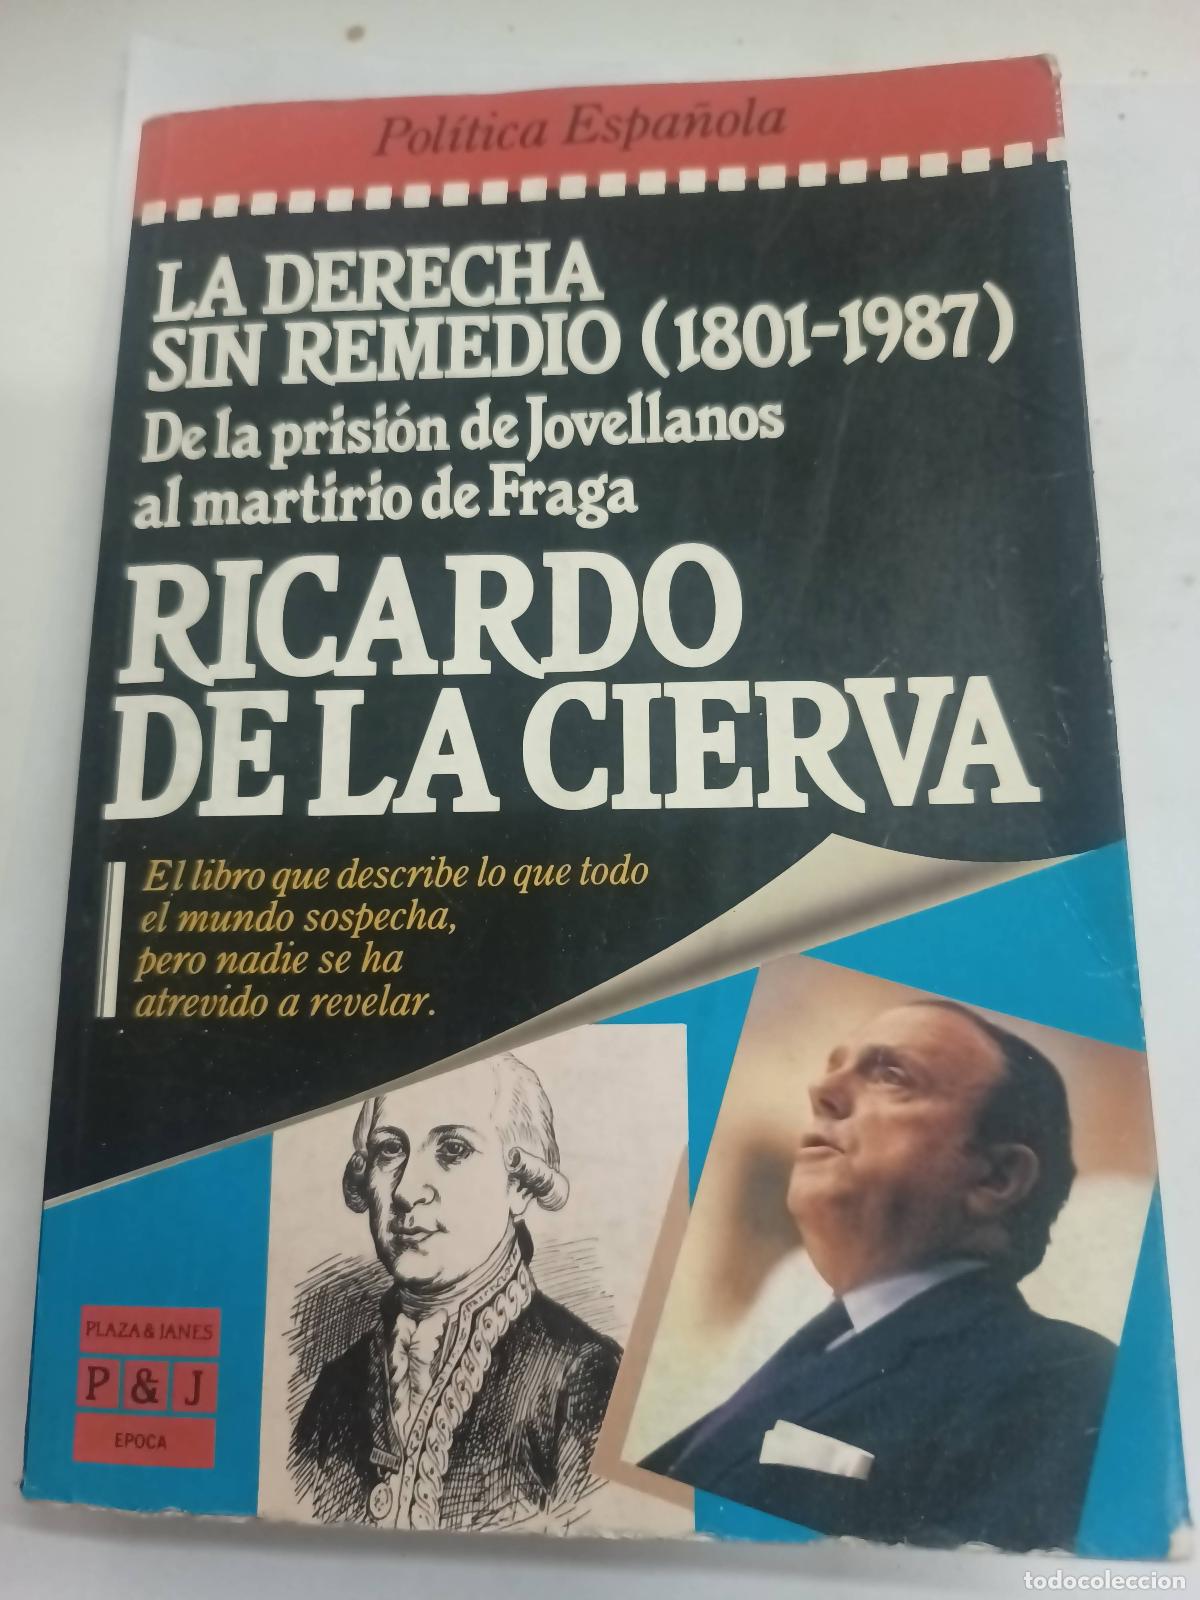 Política Española
LA DERECHA
SIN REMEDIO (1801-1987)
De la prisión de Jovellanos
al martirio de Fraga
RICARDO
DE LA CIERVA
El libro que describe lo que todo
el mundo sospecha,
pero nadie se ha
atrevido a revelar.
PLAZA & JANES
P & J
EPOCA
todocoleccion